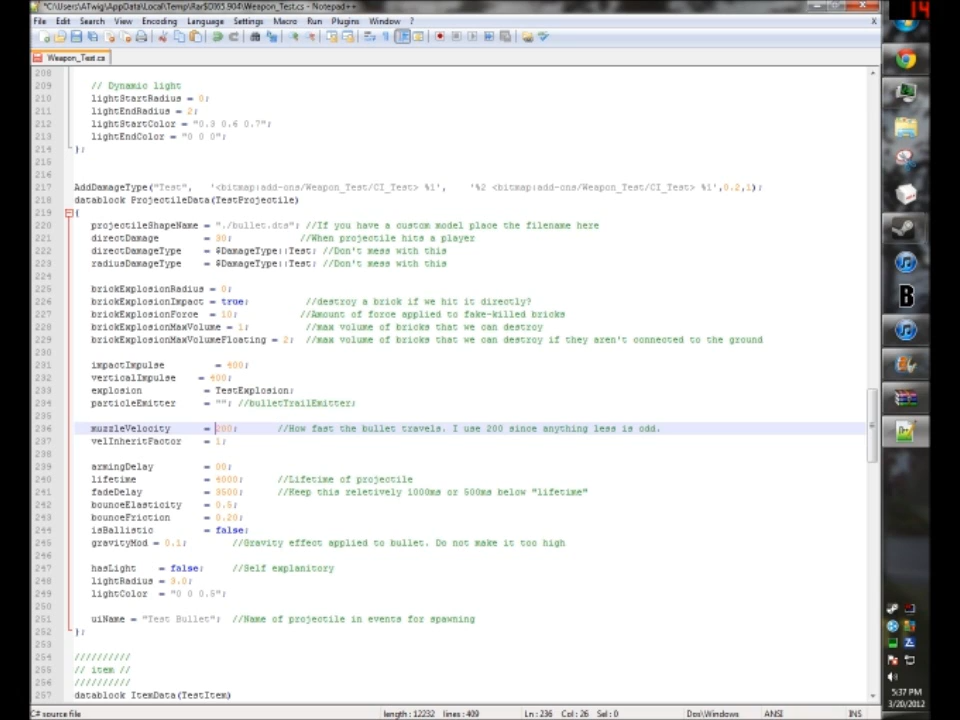 *C:\Users\ATwig\AppData\Local\Temp\Rar$DI65.904\Weapon_Test.cs - Notepad++
14
File Edit Search View Encoding Language Settings Macro Run Plugins Window ?
X
Weapon_Test.cs
208
209 // Dynamic light
210 lightStartRadius = 0;
211 lightEndRadius = 2;
212 lightStartColor = "0.3 0.6 0.7";
213 lightEndColor = "0 0 0";
214 };
215
216
217 AddDamageType("Test", '<bitmap:add-ons/Weapon_Test/CI_Test> %1', '%2 <bitmap:add-ons/Weapon_Test/CI_Test> %1',0.2,1);
218 datablock ProjectileData(TestProjectile)
219 {
220 projectileShapeName = "./bullet.dts"; //If you have a custom model place the filename here
221 directDamage = 30; //When projectile hits a player
222 directDamageType = $DamageType::Test; //Don't mess with this
223 radiusDamageType = $DamageType::Test; //Don't mess with this
224
225 brickExplosionRadius = 0;
226 brickExplosionImpact = true; //destroy a brick if we hit it directly?
227 brickExplosionForce = 10; //Amount of force applied to fake-killed bricks
228 brickExplosionMaxVolume = 1; //max volume of bricks that we can destroy
229 brickExplosionMaxVolumeFloating = 2; //max volume of bricks that we can destroy if they aren't connected to the ground
230
231 impactImpulse = 400;
232 verticalImpulse = 400;
233 explosion = TestExplosion;
234 particleEmitter = ""; //bulletTrailEmitter;
235
236 muzzleVelocity = 200; //How fast the bullet travels. I use 200 since anything less is odd.
237 velInheritFactor = 1;
238
239 armingDelay = 00;
240 lifetime = 4000; //Lifetime of projectile
241 fadeDelay = 3500; //Keep this reletively 1000ms or 500ms below "lifetime"
242 bounceElasticity = 0.5;
243 bounceFriction = 0.20;
244 isBallistic = false;
245 gravityMod = 0.1; //Gravity effect applied to bullet. Do not make it too high
246
247 hasLight = false; //Self explanitory
248 lightRadius = 3.0;
249 lightColor = "0 0 0.5";
250
251 uiName = "Test Bullet"; //Name of projectile in events for spawning
252 };
253
254 //////////
255 // item //
256 //////////
257 datablock ItemData(TestItem)
C# source file length : 12232 lines : 409 Ln : 236 Col : 26 Sel : 0 Dos\Windows ANSI INS
B
5:37 PM
3/20/2012